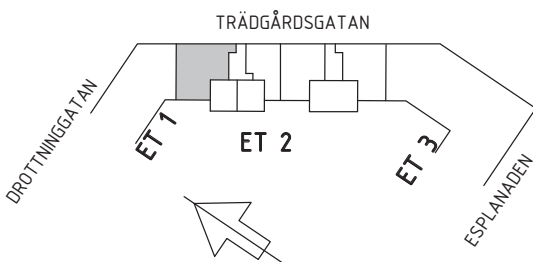 TRÄDGÅRDSGATAN
DROTTNINGGATAN
ET 1
ET 2
ET 3
ESPLANADEN